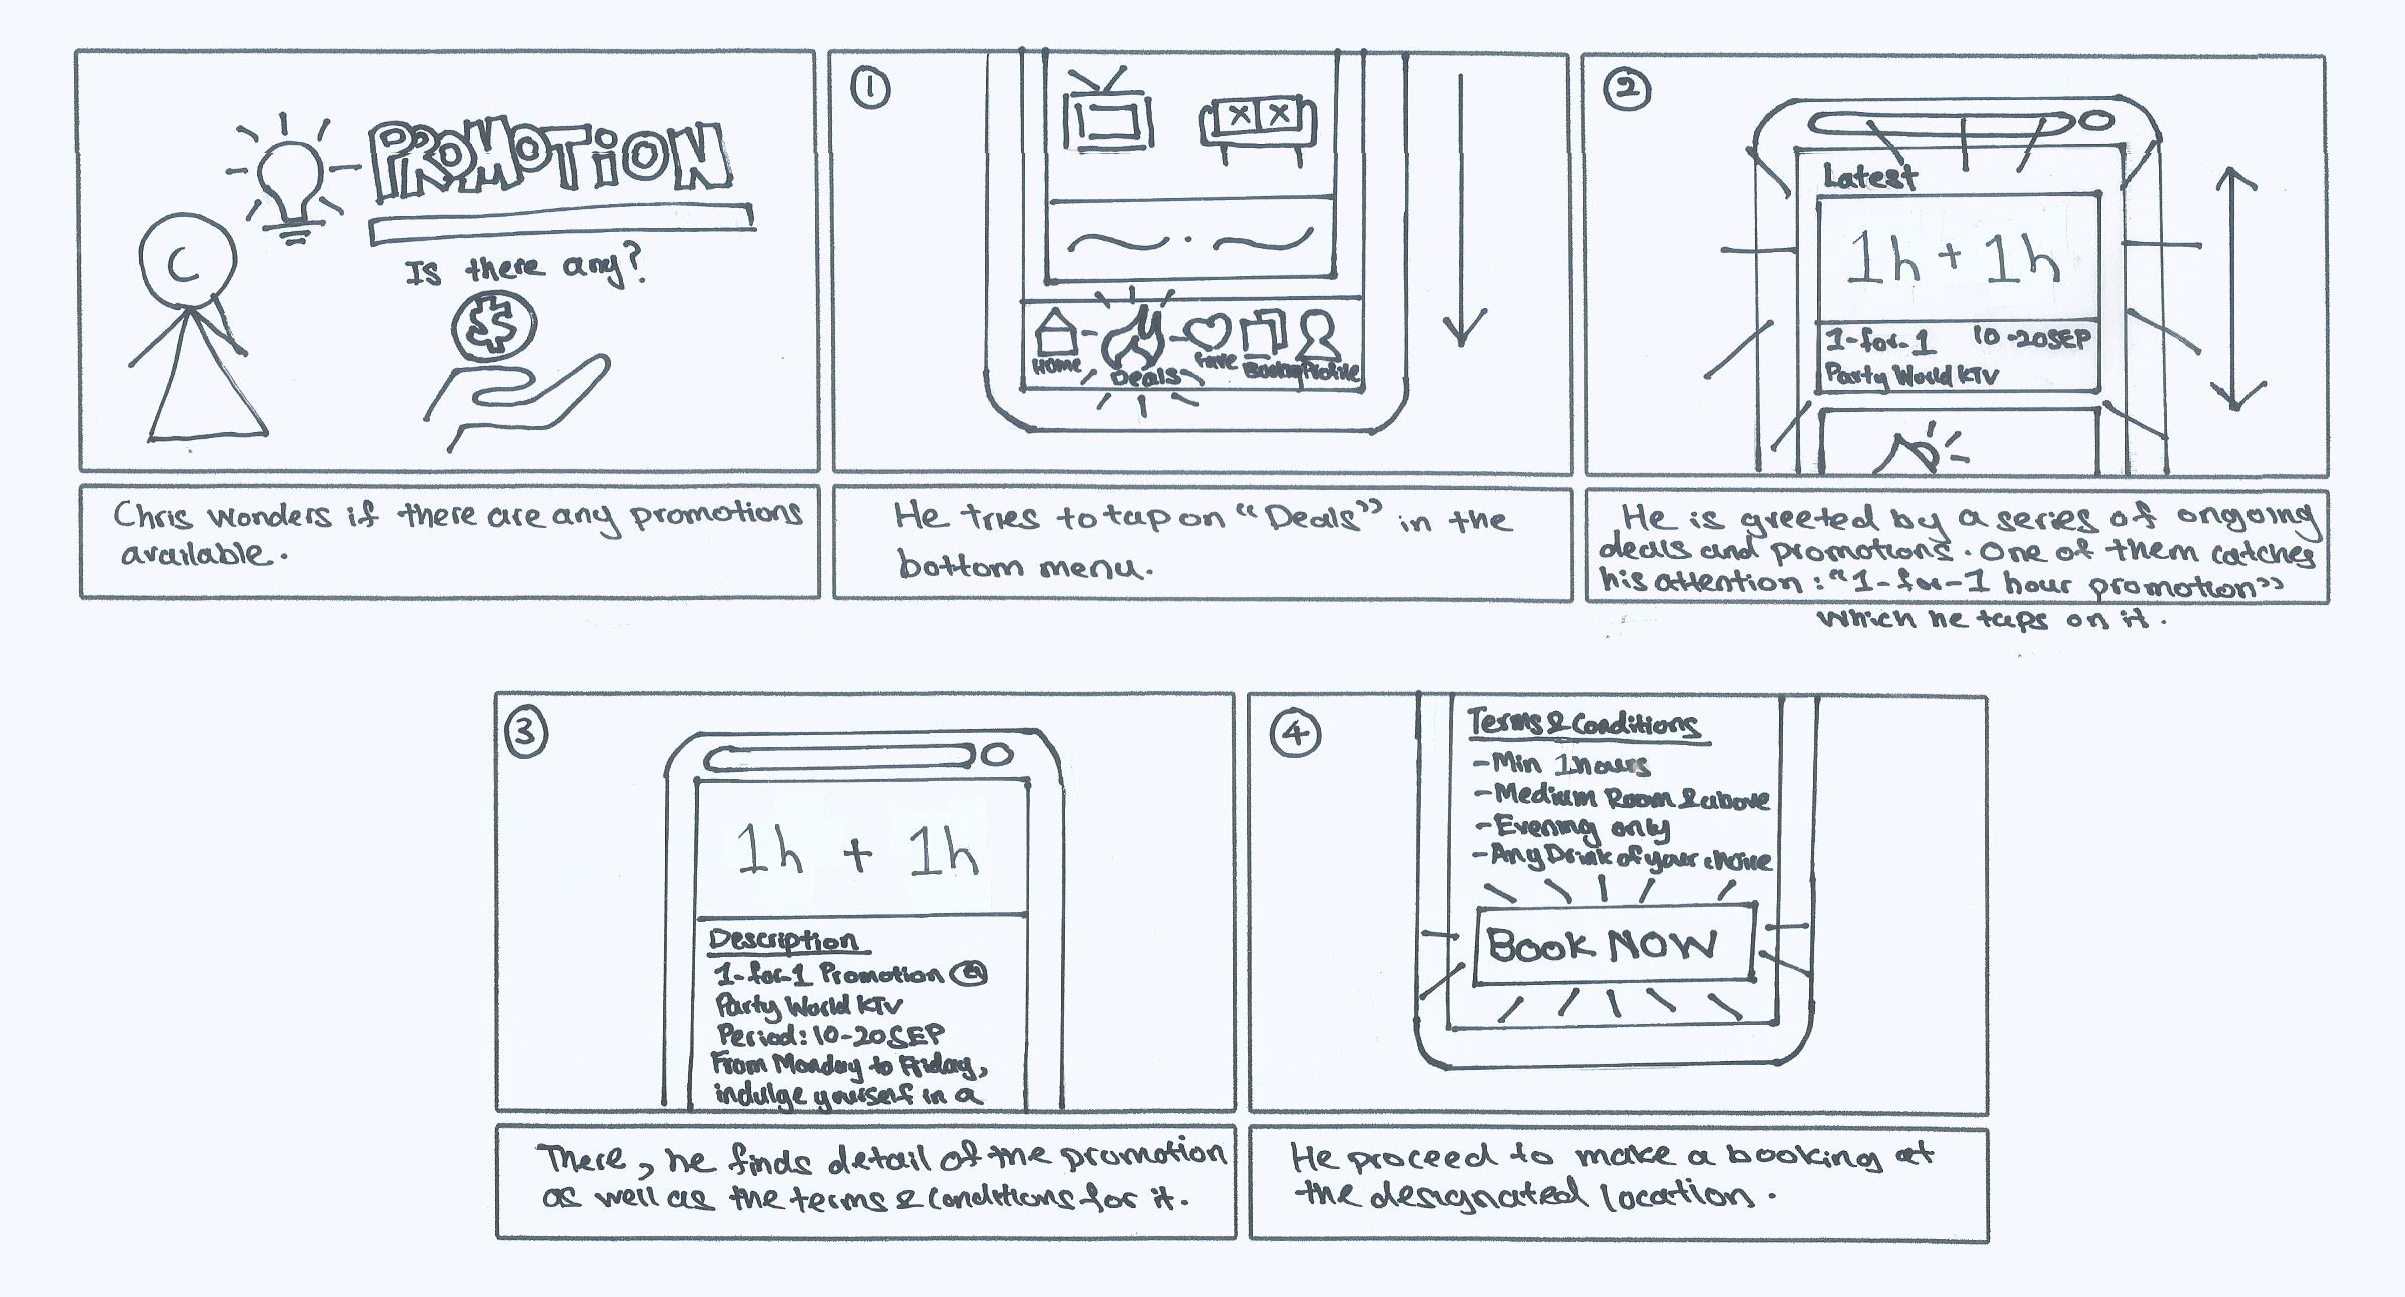 PROMOTION
Is there any?
$
C
Chris wonders if there are any promotions
available.
1
Home
Deals
Fave
Booking
Profile
He tries to tap on "Deals" in the
bottom menu.
2
Latest
1h + 1h
1-for-1 10-20SEP
Party World KTV
He is greeted by a series of ongoing
deals and promotions. One of them catches
his attention: "1-for-1 hour promotion"
which he taps on it.
3
1h + 1h
Description
1-for-1 Promotion @
Party World KTV
Period: 10-20SEP
From Monday to Friday,
indulge yourself in a
There, he finds detail of the promotion
as well as the terms & conditions for it.
4
Terms & Conditions
-Min 1hours
-Medium Room & above
-Evening only
-Any Drink of your choice
BOOK NOW
He proceed to make a booking at
the designated location.